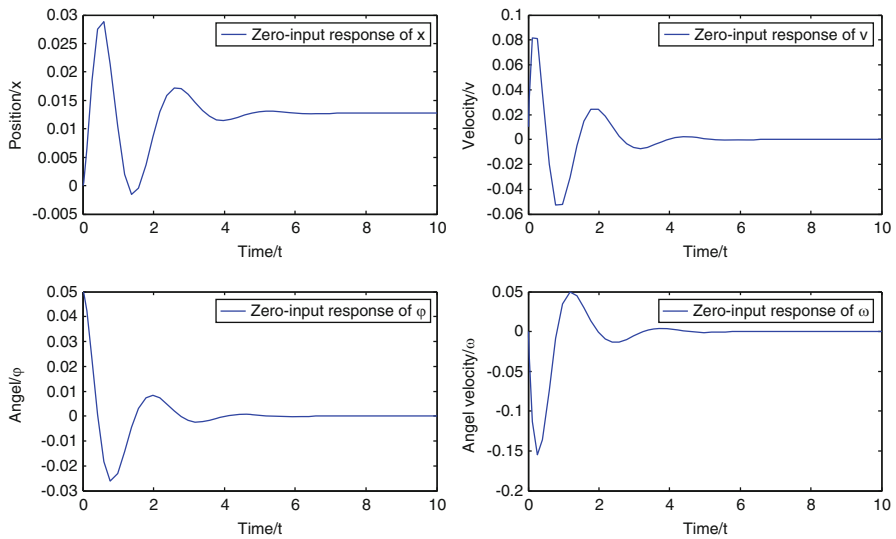 0.03
0.025
0.02
0.015
0.01
0.005
0
-0.005
Position/x
Zero-input response of x
0 2 4 6 8 10
Time/t
0.1
0.08
0.06
0.04
0.02
0
-0.02
-0.04
-0.06
Velocity/v
Zero-input response of v
0 2 4 6 8 10
Time/t
0.05
0.04
0.03
0.02
0.01
0
-0.01
-0.02
-0.03
Angel/φ
Zero-input response of φ
0 2 4 6 8 10
Time/t
0.05
0
-0.05
-0.1
-0.15
-0.2
Angel velocity/ω
Zero-input response of ω
0 2 4 6 8 10
Time/t